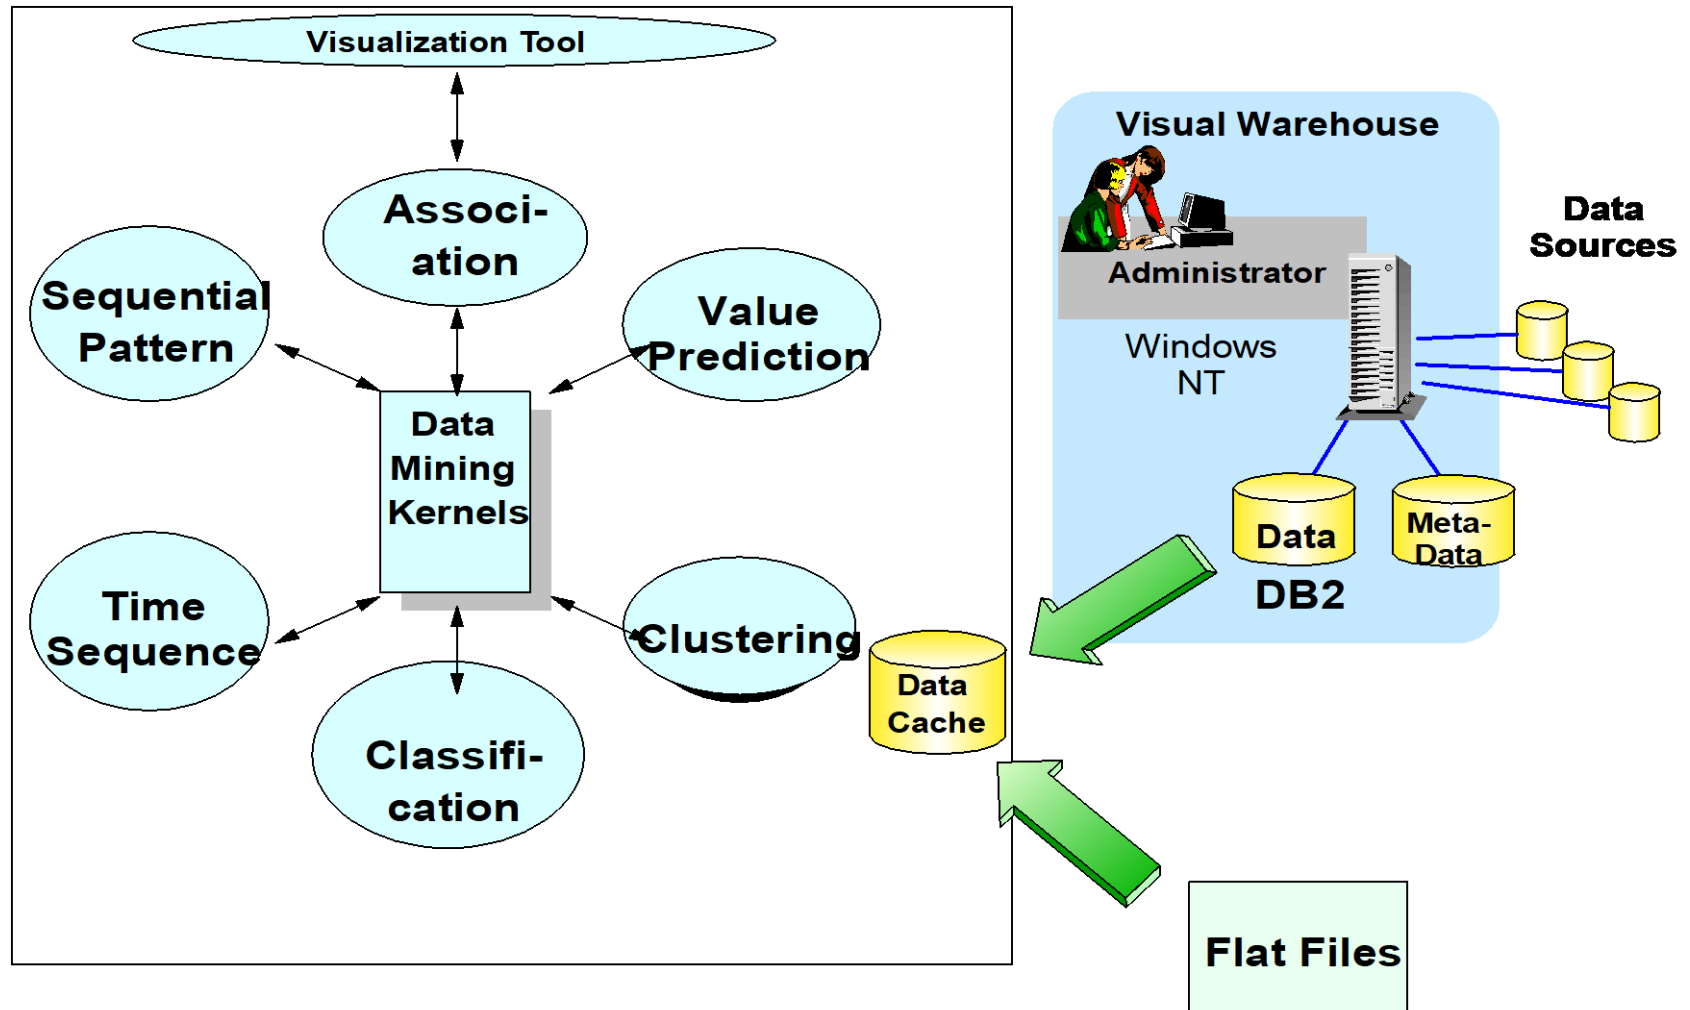 Visualization Tool
Associ-
ation
Sequential
Pattern
Value
Prediction
Data
Mining
Kernels
Time
Sequence
Clustering
Classifi-
cation
Data
Cache
Visual Warehouse
Administrator
Windows
NT
Data
Sources
Data
Meta-
Data
DB2
Flat Files